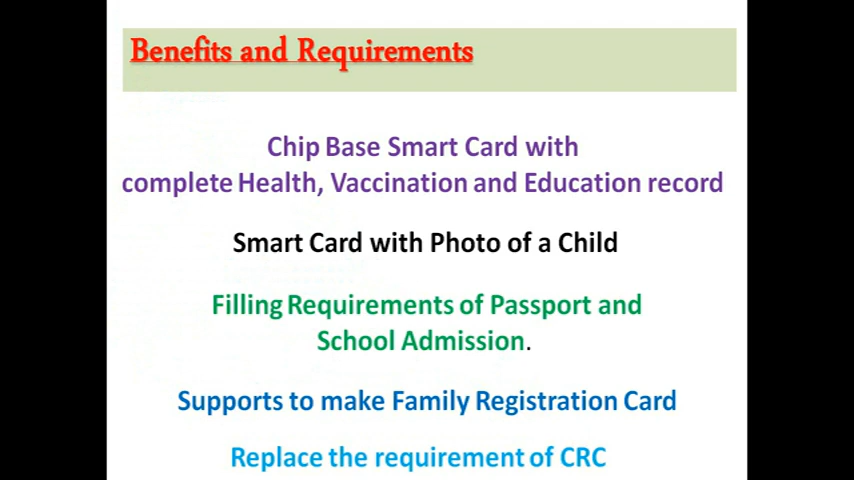 Benefits and Requirements
Chip Base Smart Card with
complete Health, Vaccination and Education record
Smart Card with Photo of a Child
Filling Requirements of Passport and
School Admission.
Supports to make Family Registration Card
Replace the requirement of CRC